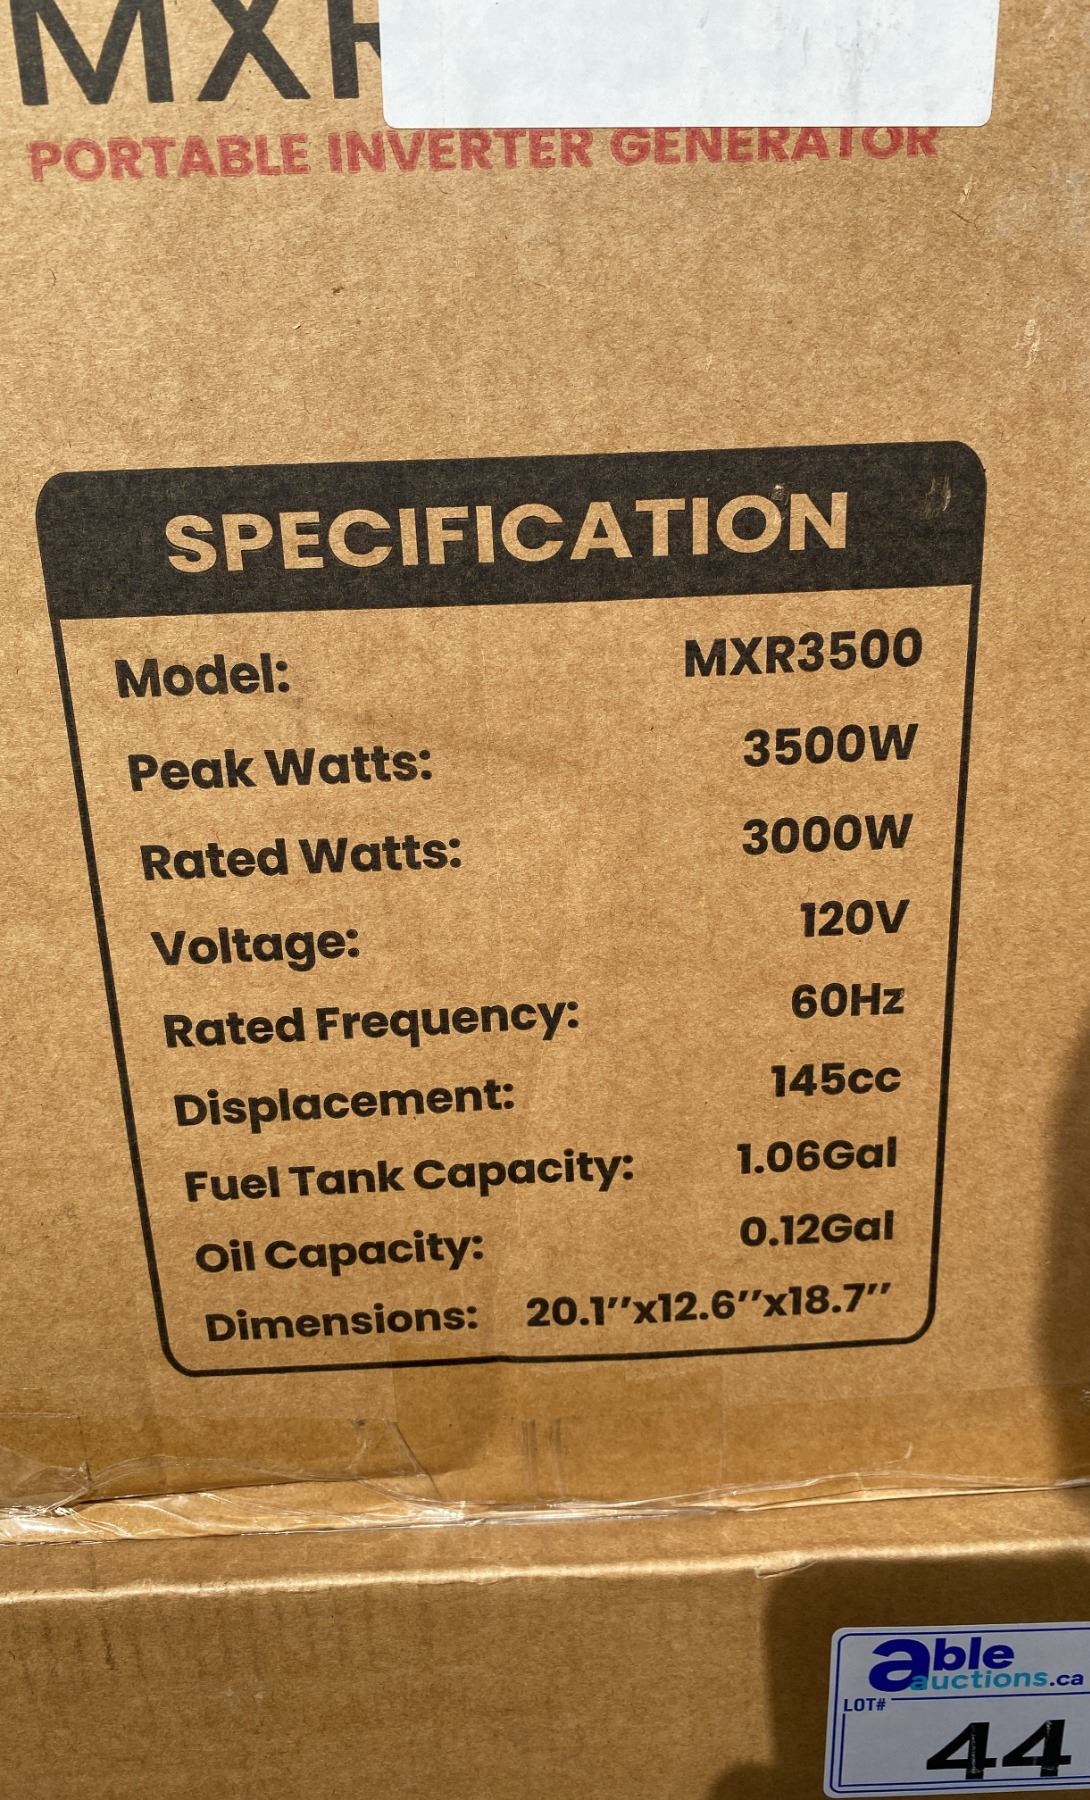 MXR
PORTABLE INVERTER GENERATOR
SPECIFICATION
Model: MXR3500
Peak Watts: 3500W
Rated Watts: 3000W
Voltage: 120V
Rated Frequency: 60Hz
Displacement: 145cc
Fuel Tank Capacity: 1.06Gal
Oil Capacity: 0.12Gal
Dimensions: 20.1''x12.6''x18.7''
able
auctions.ca
LOT#
44